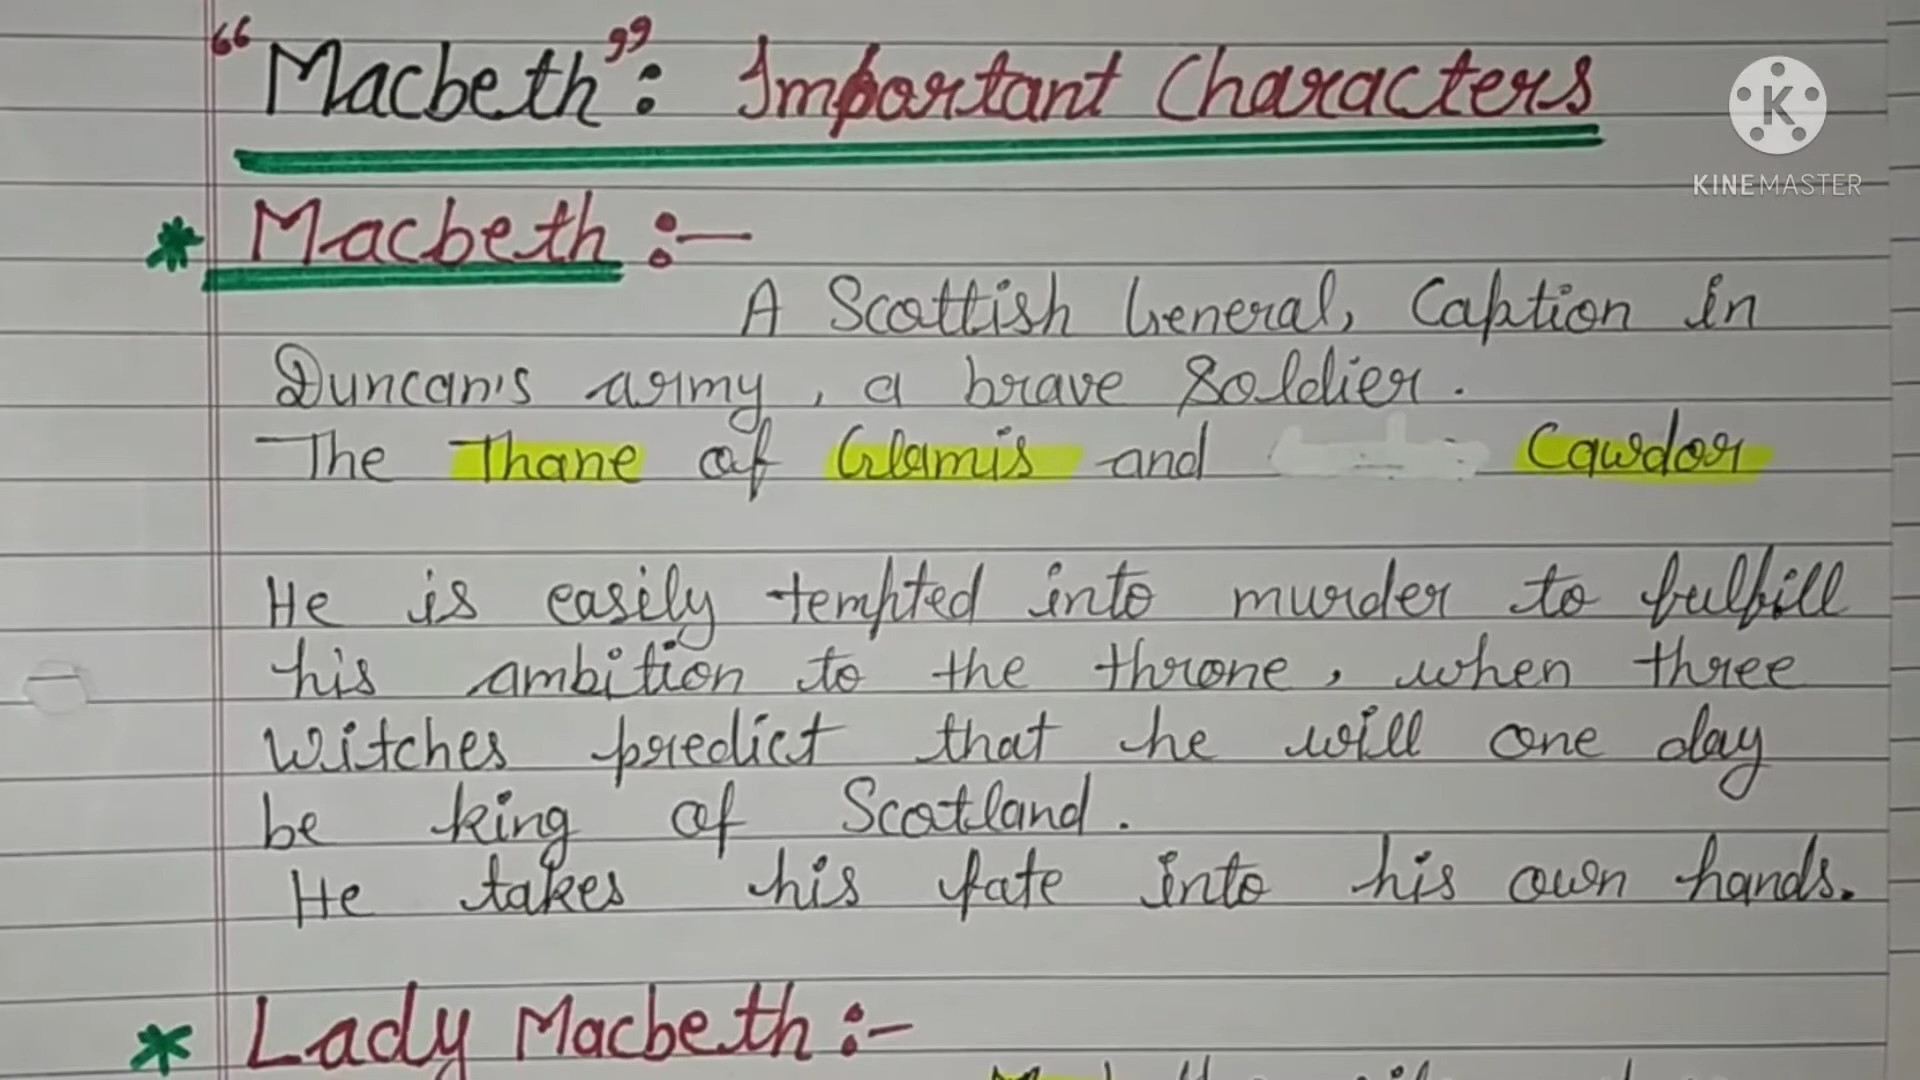 "Macbeth": Important Characters
K
KINEMASTER
* Macbeth :-
A Scottish General, Caption in
Duncan's army, a brave Soldier.
The Thane of Glamis and Cawdor
He is easily tempted into murder to fulfill
his ambition to the throne, when three
witches predict that he will one day
be king of Scotland.
He takes his fate into his own hands.
* Lady Macbeth :-